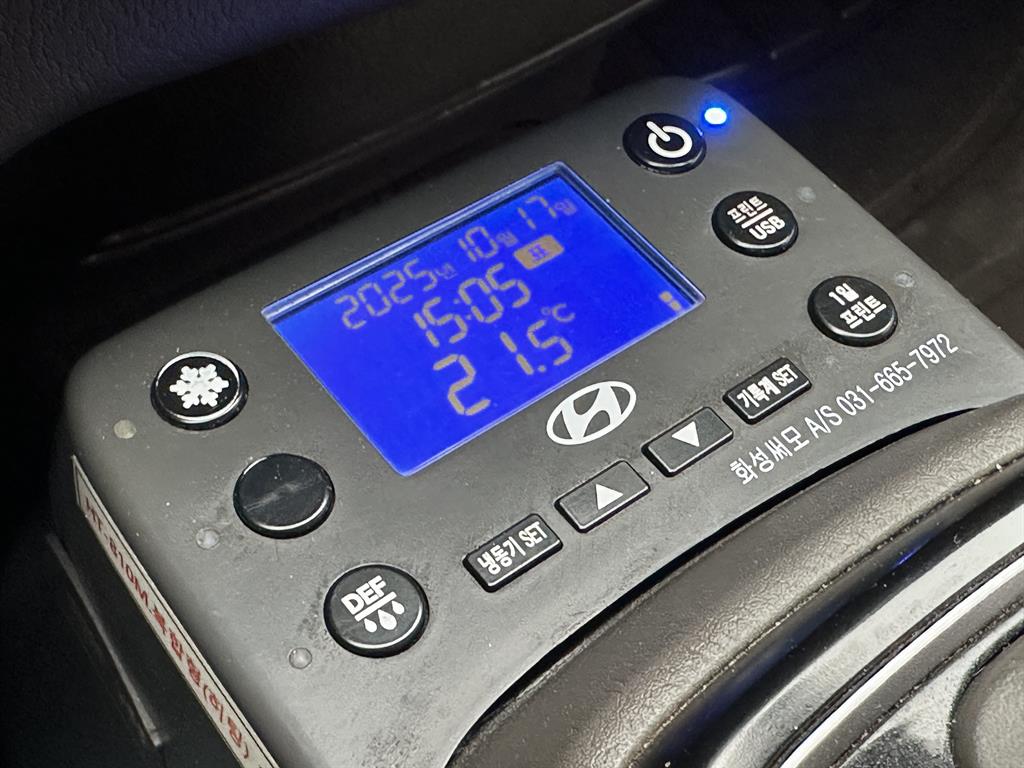 2025년 10월 17일
15:05
21.5℃
프린트
USB
1일
프린트
DEF
냉동기 SET
▲
▼
기록계 SET
화성써모 A/S 031-665-7972
HT-810M